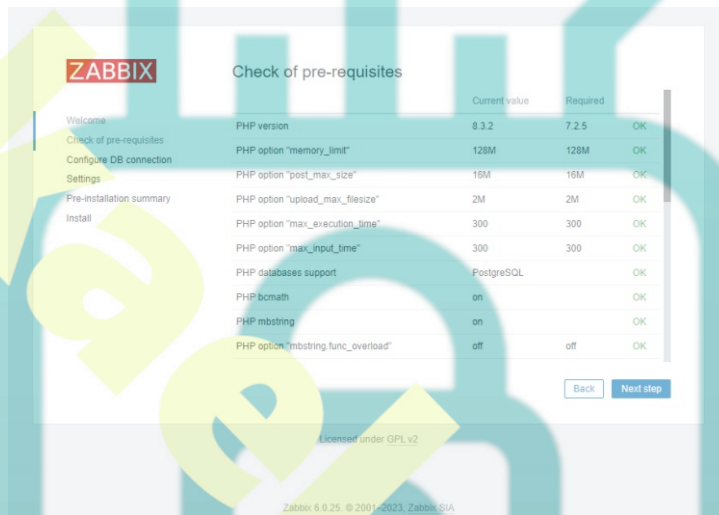 ZABBIX
Check of pre-requisites
Welcome
Check of pre-requisites
Configure DB connection
Settings
Pre-installation summary
Install
Current value Required
PHP version 8.3.2 7.2.5 OK
PHP option "memory_limit" 128M 128M OK
PHP option "post_max_size" 16M 16M OK
PHP option "upload_max_filesize" 2M 2M OK
PHP option "max_execution_time" 300 300 OK
PHP option "max_input_time" 300 300 OK
PHP databases support PostgreSQL OK
PHP bcmath on OK
PHP mbstring on OK
PHP option "mbstring.func_overload" off off OK
Back Next step
Licensed under GPL v2
Zabbix 6.0.25. © 2001–2023, Zabbix SIA